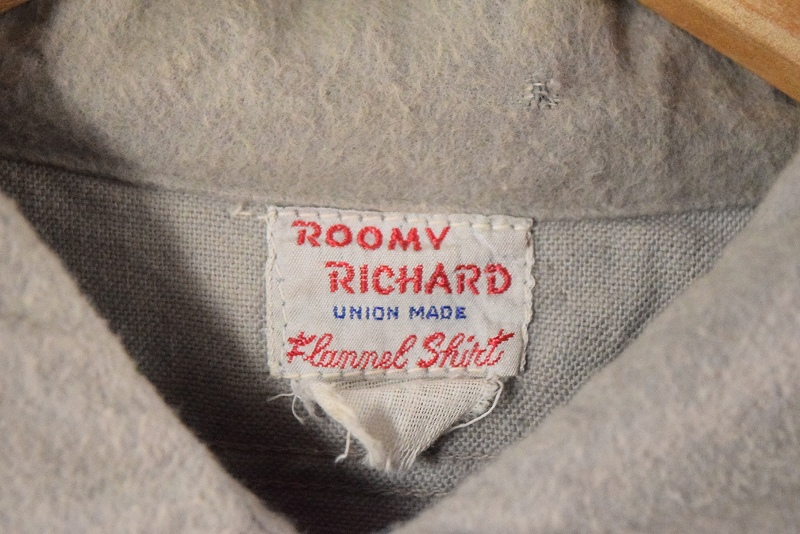 ROOMY
RICHARD
UNION MADE
Flannel Shirt